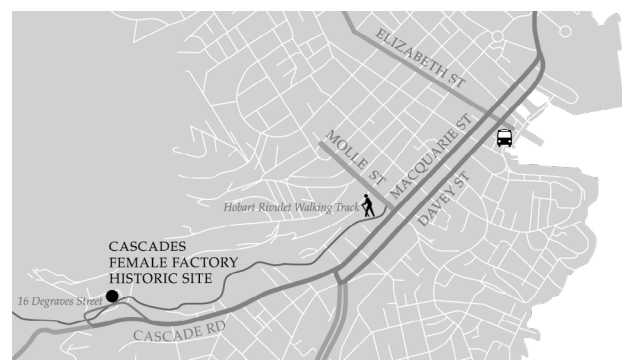 ELIZABETH ST
MOLLE ST
MACQUARIE ST
DAVEY ST
Hobart Rivulet Walking Track
CASCADES
FEMALE FACTORY
HISTORIC SITE
16 Degraves Street
CASCADE RD